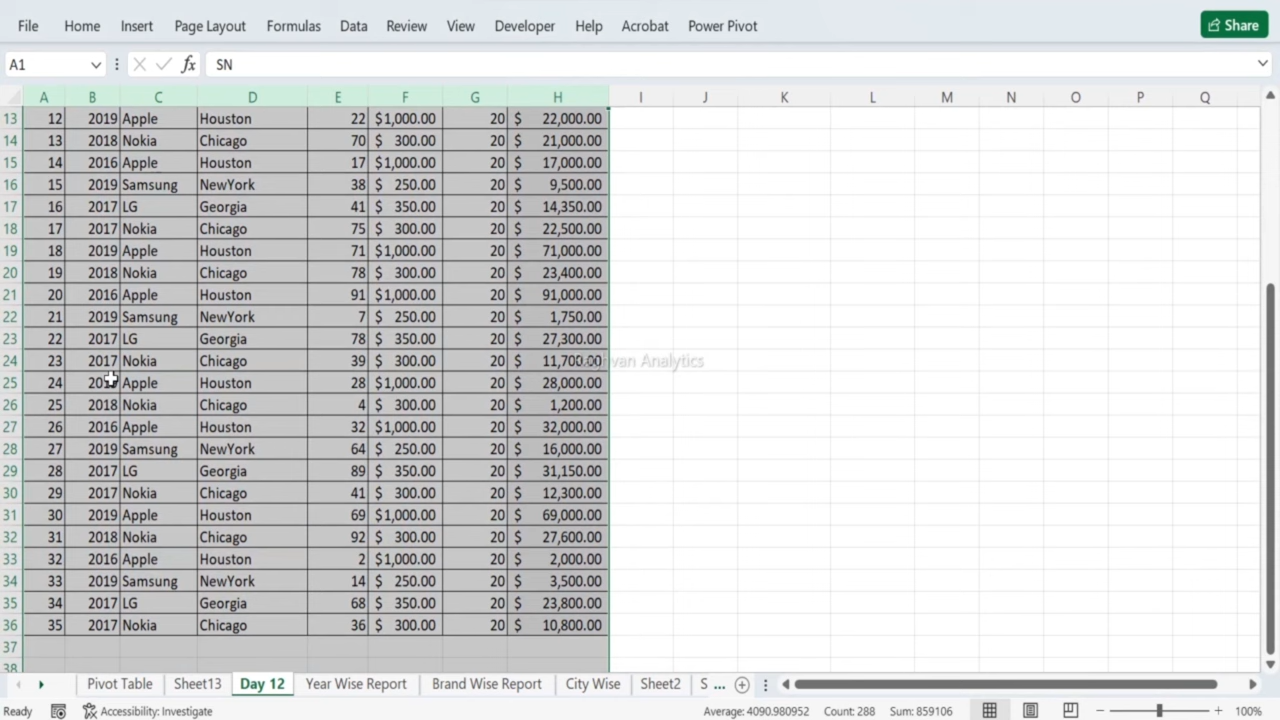 File Home Insert Page Layout Formulas Data Review View Developer Help Acrobat Power Pivot Share
A1 fx SN
A B C D E F G H I J K L M N O P Q
13 12 2019 Apple Houston 22 $1,000.00 20 $ 22,000.00
14 13 2018 Nokia Chicago 70 $ 300.00 20 $ 21,000.00
15 14 2016 Apple Houston 17 $1,000.00 20 $ 17,000.00
16 15 2019 Samsung NewYork 38 $ 250.00 20 $ 9,500.00
17 16 2017 LG Georgia 41 $ 350.00 20 $ 14,350.00
18 17 2017 Nokia Chicago 75 $ 300.00 20 $ 22,500.00
19 18 2019 Apple Houston 71 $1,000.00 20 $ 71,000.00
20 19 2018 Nokia Chicago 78 $ 300.00 20 $ 23,400.00
21 20 2016 Apple Houston 91 $1,000.00 20 $ 91,000.00
22 21 2019 Samsung NewYork 7 $ 250.00 20 $ 1,750.00
23 22 2017 LG Georgia 78 $ 350.00 20 $ 27,300.00
24 23 2017 Nokia Chicago 39 $ 300.00 20 $ 11,700.00 Analytics
25 24 Apple Houston 28 $1,000.00 20 $ 28,000.00
26 25 2018 Nokia Chicago 4 $ 300.00 20 $ 1,200.00
27 26 2016 Apple Houston 32 $1,000.00 20 $ 32,000.00
28 27 2019 Samsung NewYork 64 $ 250.00 20 $ 16,000.00
29 28 2017 LG Georgia 89 $ 350.00 20 $ 31,150.00
30 29 2017 Nokia Chicago 41 $ 300.00 20 $ 12,300.00
31 30 2019 Apple Houston 69 $1,000.00 20 $ 69,000.00
32 31 2018 Nokia Chicago 92 $ 300.00 20 $ 27,600.00
33 32 2016 Apple Houston 2 $1,000.00 20 $ 2,000.00
34 33 2019 Samsung NewYork 14 $ 250.00 20 $ 3,500.00
35 34 2017 LG Georgia 68 $ 350.00 20 $ 23,800.00
36 35 2017 Nokia Chicago 36 $ 300.00 20 $ 10,800.00
37
38
Pivot Table Sheet13 Day 12 Year Wise Report Brand Wise Report City Wise Sheet2 S ...
Ready Accessibility: Investigate Average: 4090.980952 Count: 288 Sum: 859106 100%